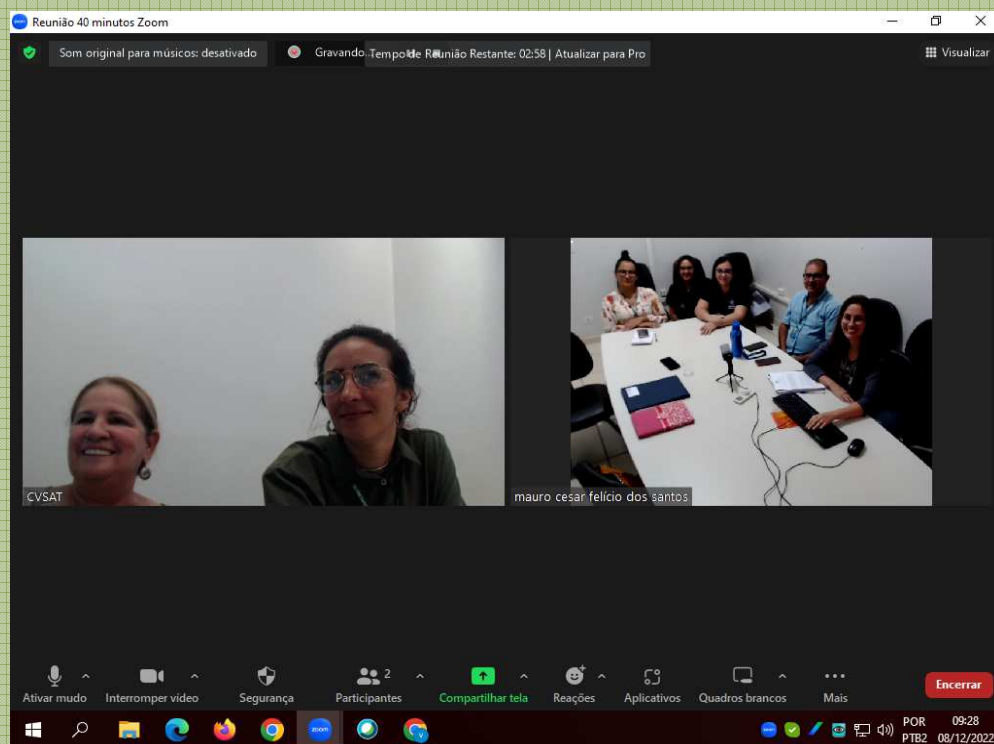 Reunião 40 minutos Zoom
Som original para músicos: desativado
Gravando
Tempo de Reunião Restante: 02:58 | Atualizar para Pro
Visualizar
CVSAT
mauro cesar felício dos santos
Ativar mudo
Interromper vídeo
Segurança
2
Participantes
Compartilhar tela
Reações
Aplicativos
Quadros brancos
Mais
Encerrar
zoom
POR 09:28
PTB2 08/12/2022